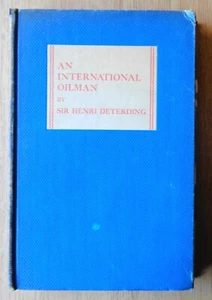 AN
INTERNATIONAL
OILMAN
BY
SIR HENRI DETERDING